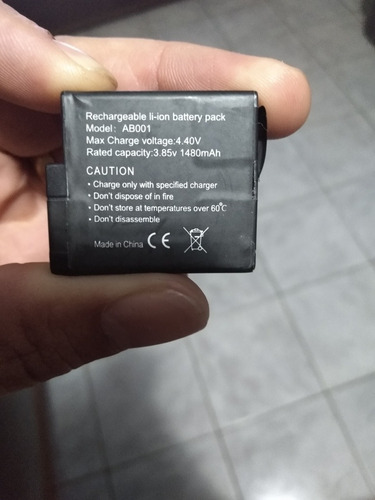 Rechargeable li-ion battery pack
Model: AB001
Max Charge voltage:4.40V
Rated capacity:3.85v 1480mAh
CAUTION
• Charge only with specified charger
• Don't dispose of in fire
• Don't store at temperatures over 60℃
• Don't disassemble
Made in China CE